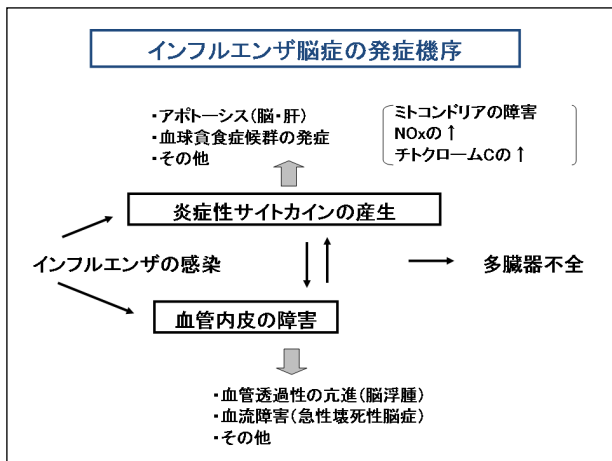 インフルエンザ脳症の発症機序
・アポトーシス(脳・肝)
・血球貪食症候群の発症
・その他
ミトコンドリアの障害
NOxの↑
チトクロームCの↑
炎症性サイトカインの産生
インフルエンザの感染
多臓器不全
血管内皮の障害
・血管透過性の亢進(脳浮腫)
・血流障害(急性壊死性脳症)
・その他